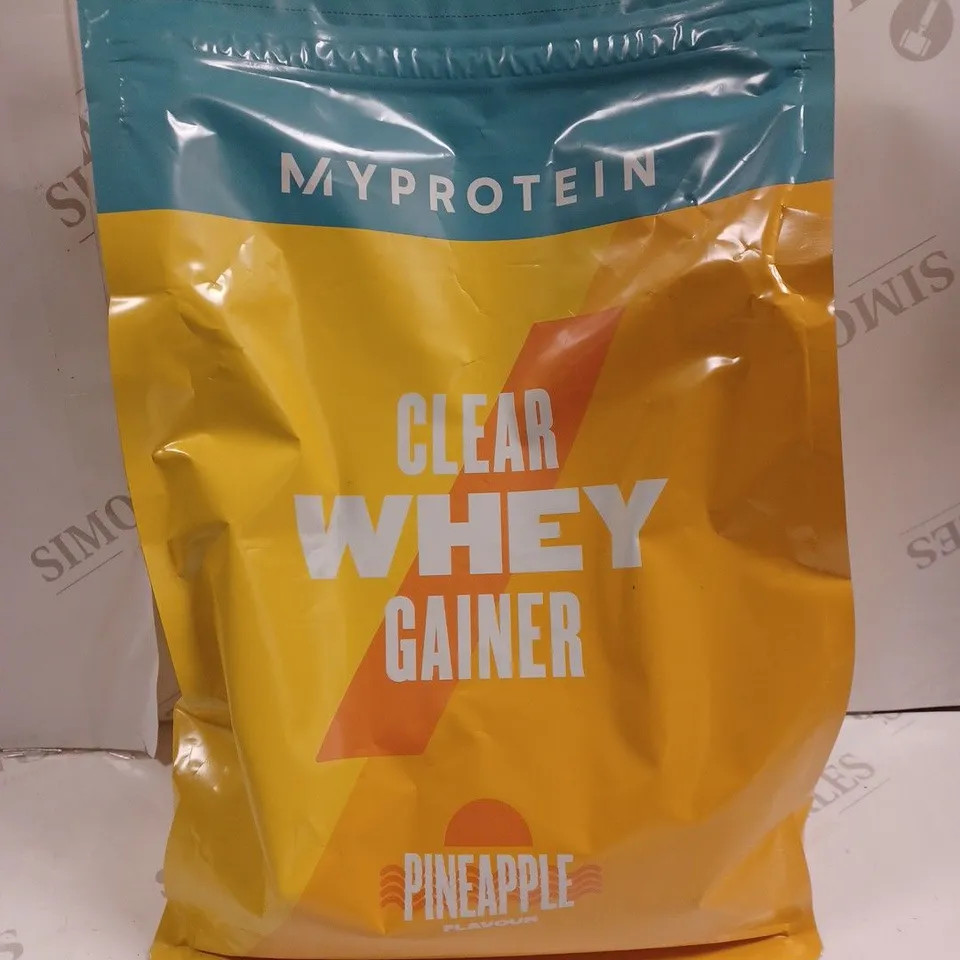 MYPROTEIN
CLEAR
WHEY
GAINER
PINEAPPLE
FLAVOUR